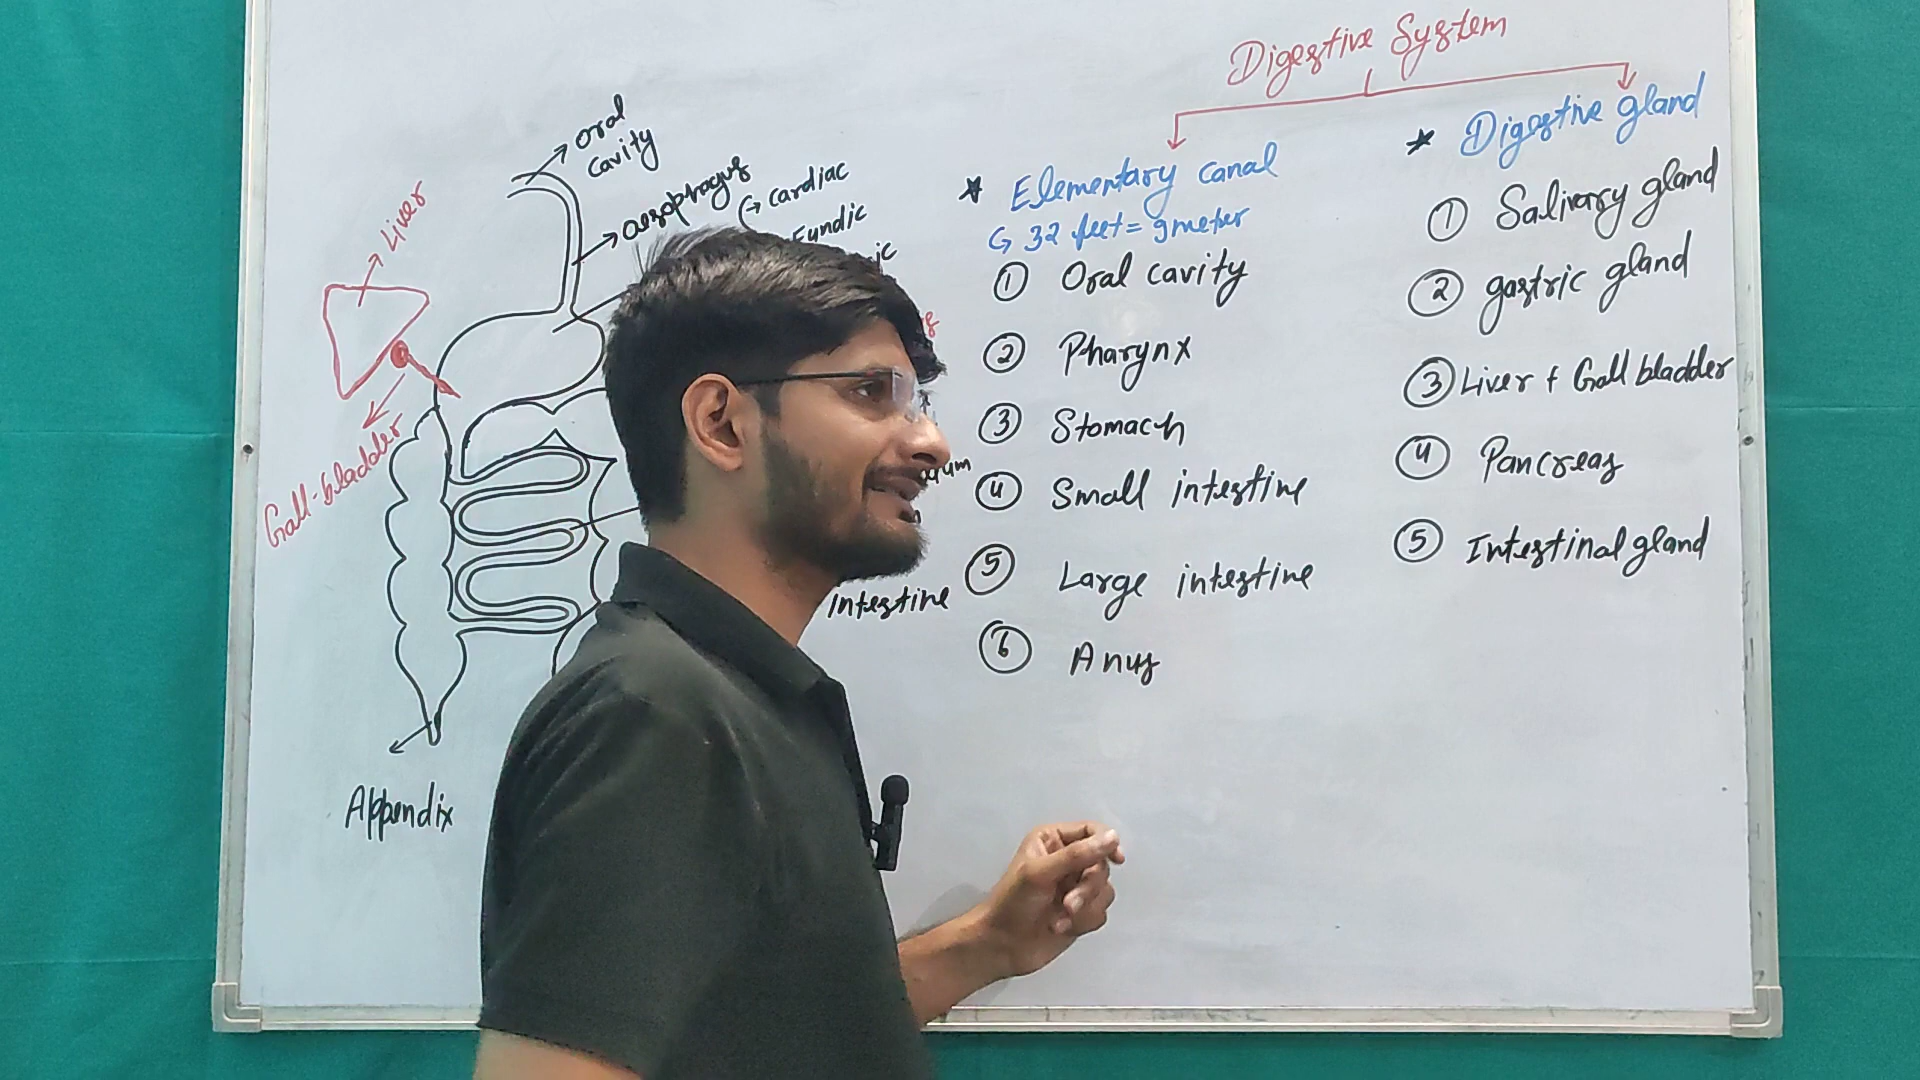 Digestive System
Oral
cavity
oesophagus
↳ cardiac
Fundic
ic
Liver
Gall-bladder
Intestine
Appendix
* Elementary canal
↳ 32 feet = 9 meter
① Oral cavity
② Pharynx
③ Stomach
④ Small intestine
⑤ Large intestine
⑥ Anus
* Digestive gland
① Salivary gland
② gastric gland
③ Liver + Gall bladder
④ Pancreas
⑤ Intestinal gland